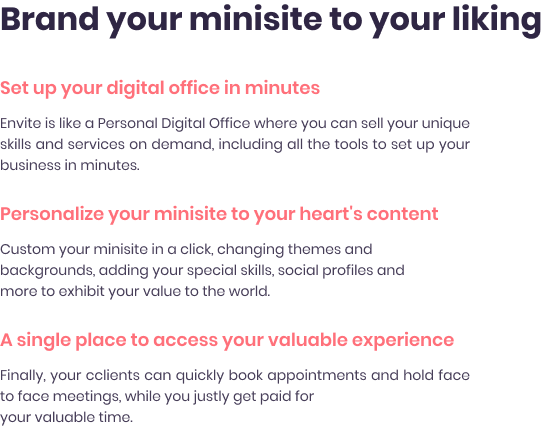 Brand your minisite to your liking
Set up your digital office in minutes
Envite is like a Personal Digital Office where you can sell your unique
skills and services on demand, including all the tools to set up your
business in minutes.
Personalize your minisite to your heart's content
Custom your minisite in a click, changing themes and
backgrounds, adding your special skills, social profiles and
more to exhibit your value to the world.
A single place to access your valuable experience
Finally, your cclients can quickly book appointments and hold face
to face meetings, while you justly get paid for
your valuable time.